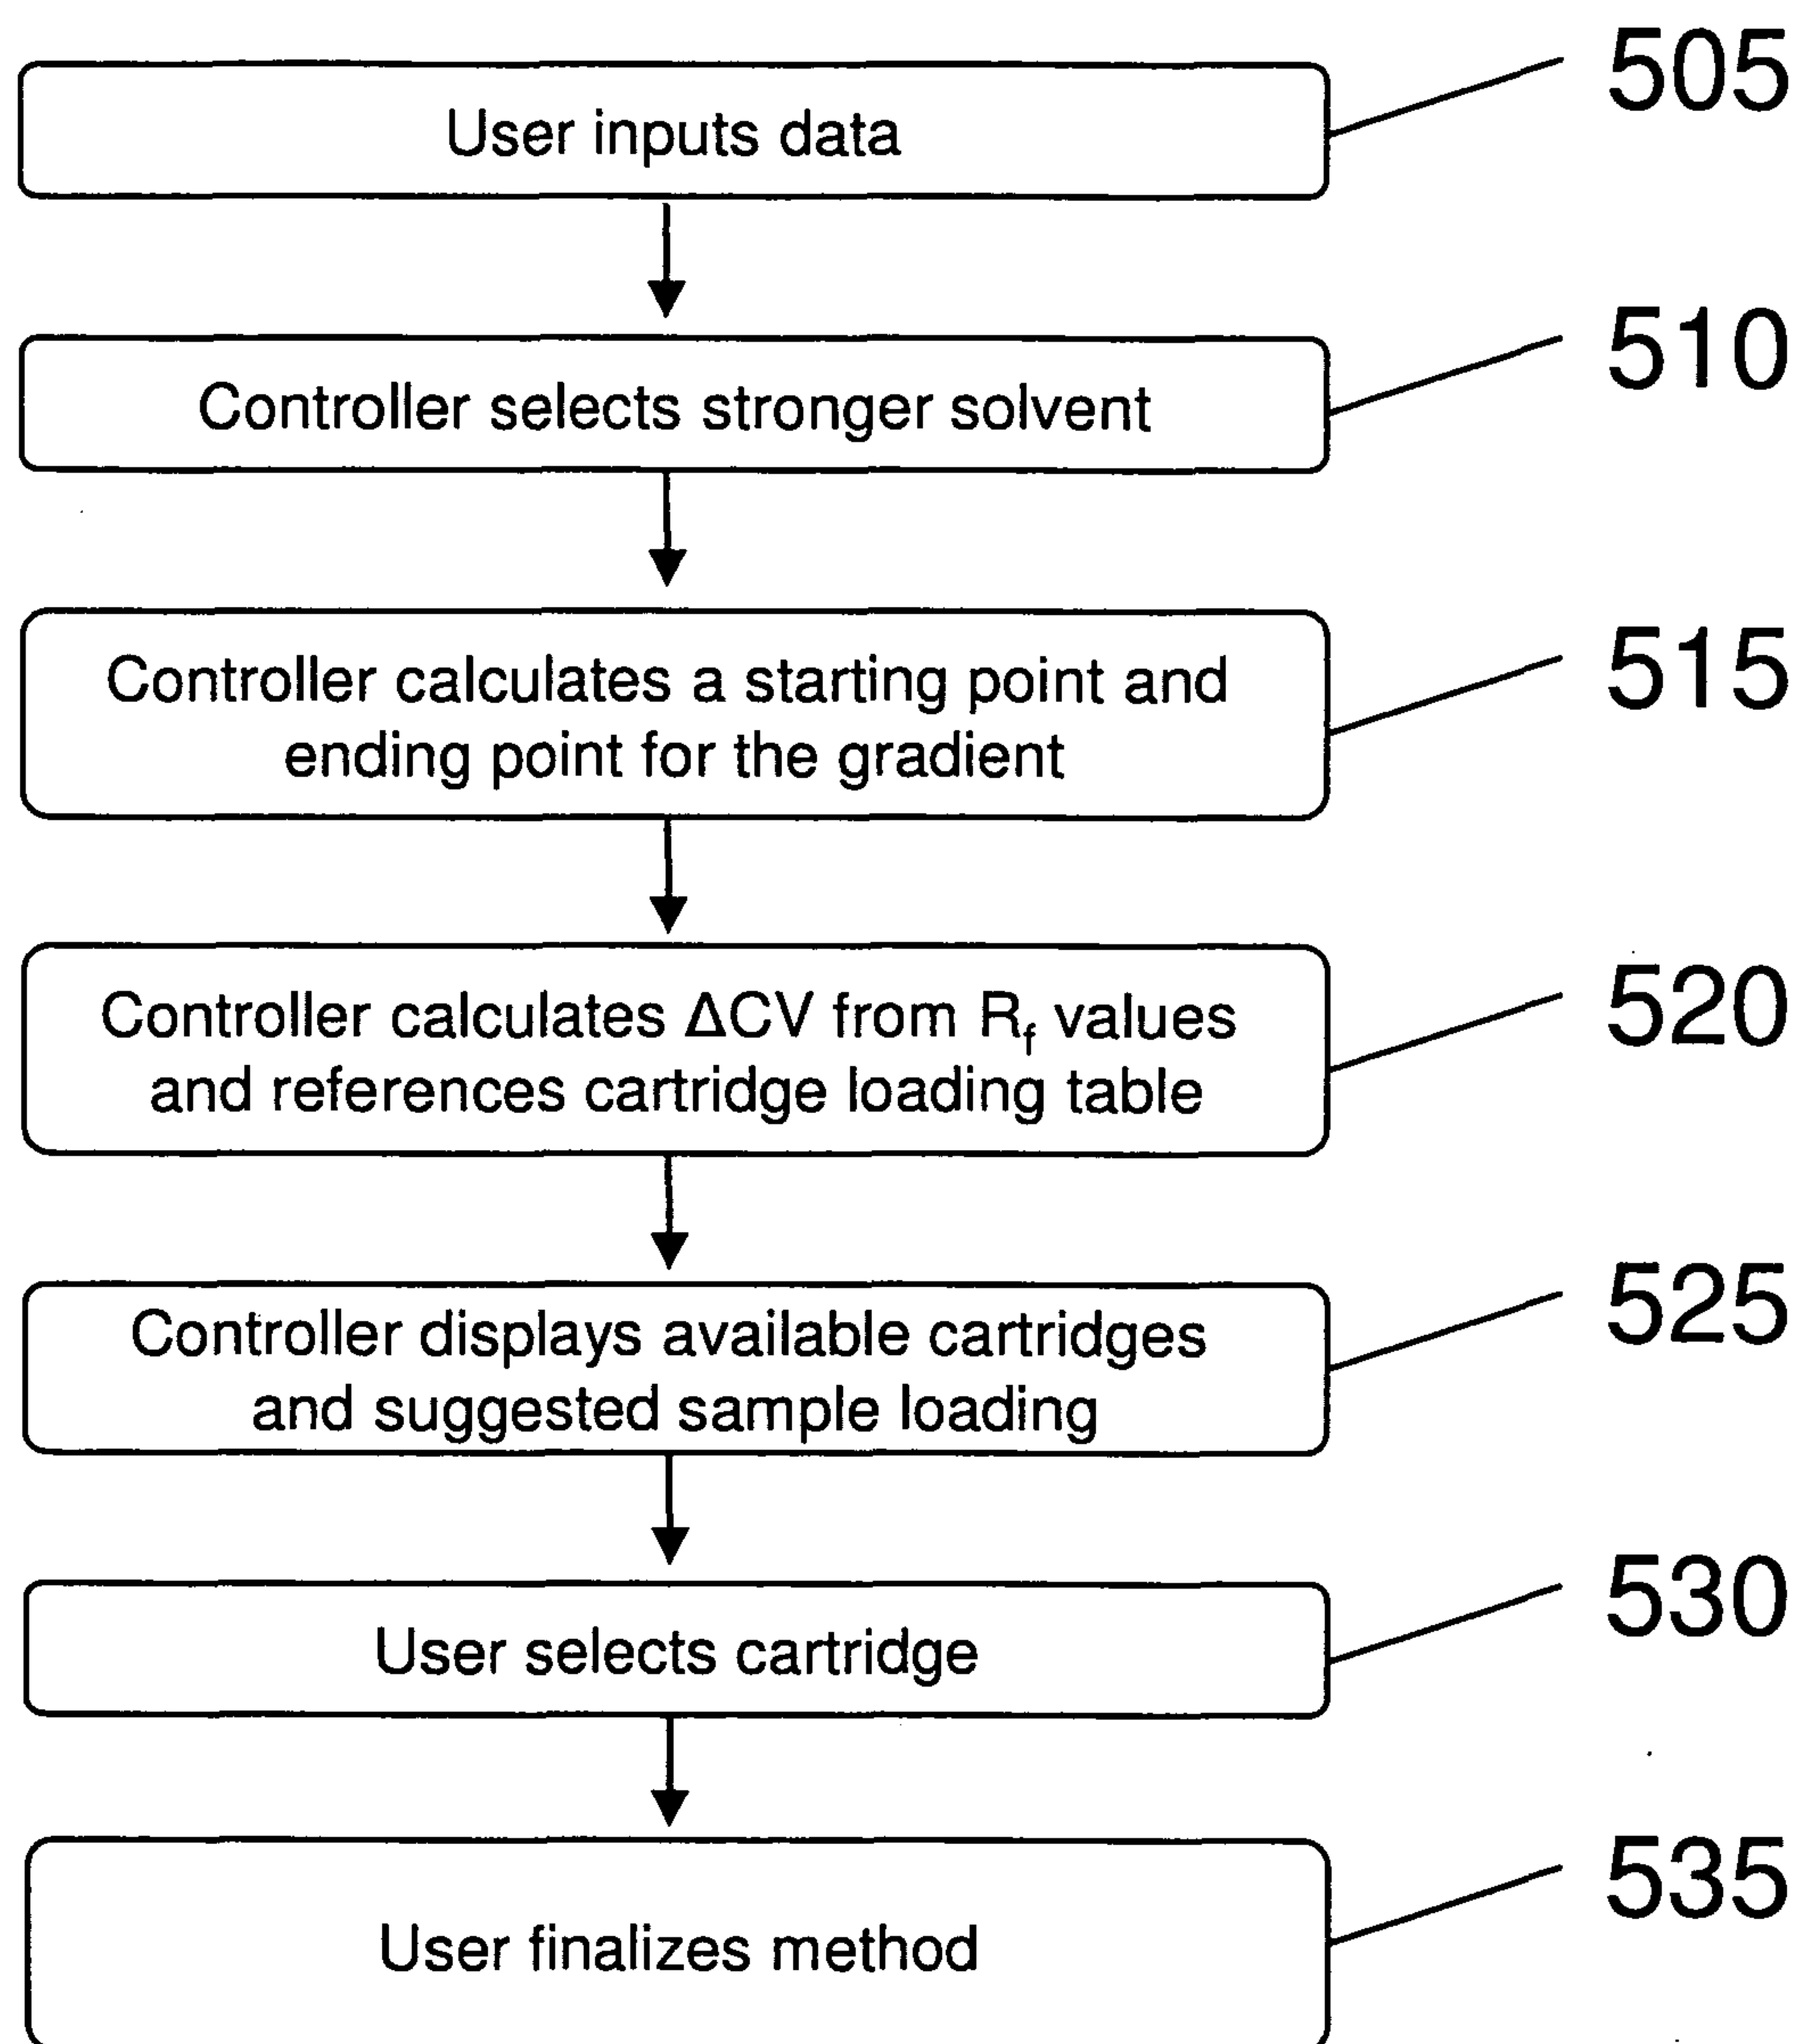 505
User inputs data
510
Controller selects stronger solvent
515
Controller calculates a starting point and
ending point for the gradient
520
Controller calculates ΔCV from Rf values
and references cartridge loading table
525
Controller displays available cartridges
and suggested sample loading
530
User selects cartridge
535
User finalizes method